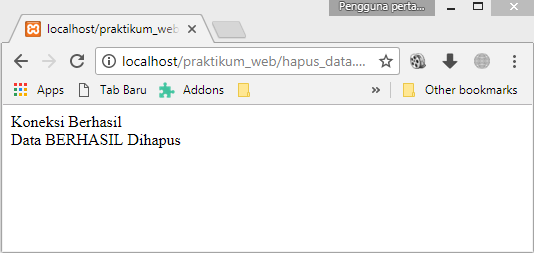 Pengguna perta...
localhost/praktikum_web
localhost/praktikum_web/hapus_data....
Apps Tab Baru Addons » Other bookmarks
Koneksi Berhasil
Data BERHASIL Dihapus